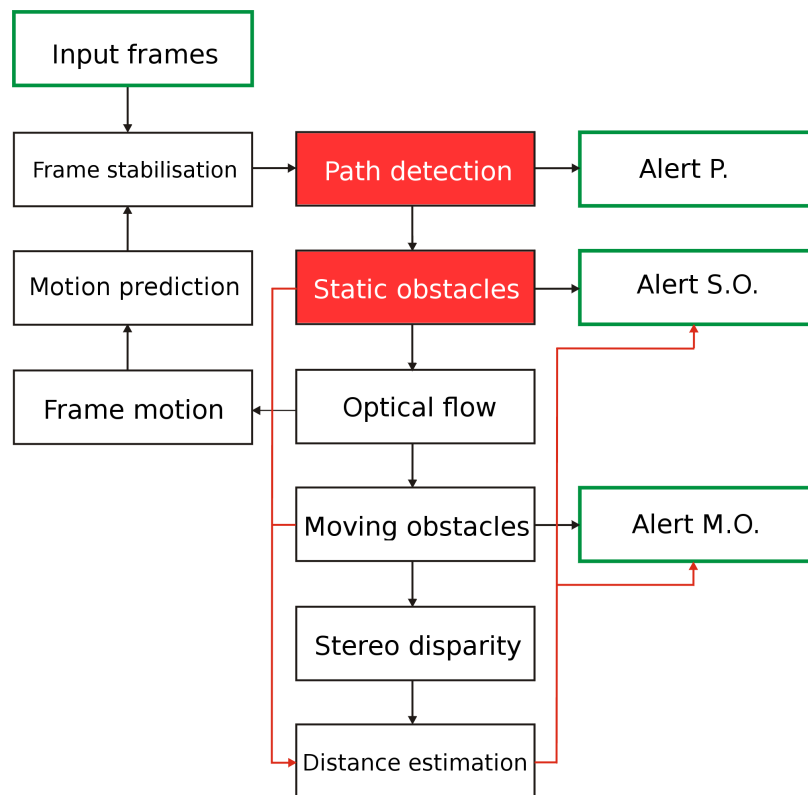 Input frames
Frame stabilisation
Path detection
Alert P.
Motion prediction
Static obstacles
Alert S.O.
Frame motion
Optical flow
Moving obstacles
Alert M.O.
Stereo disparity
Distance estimation